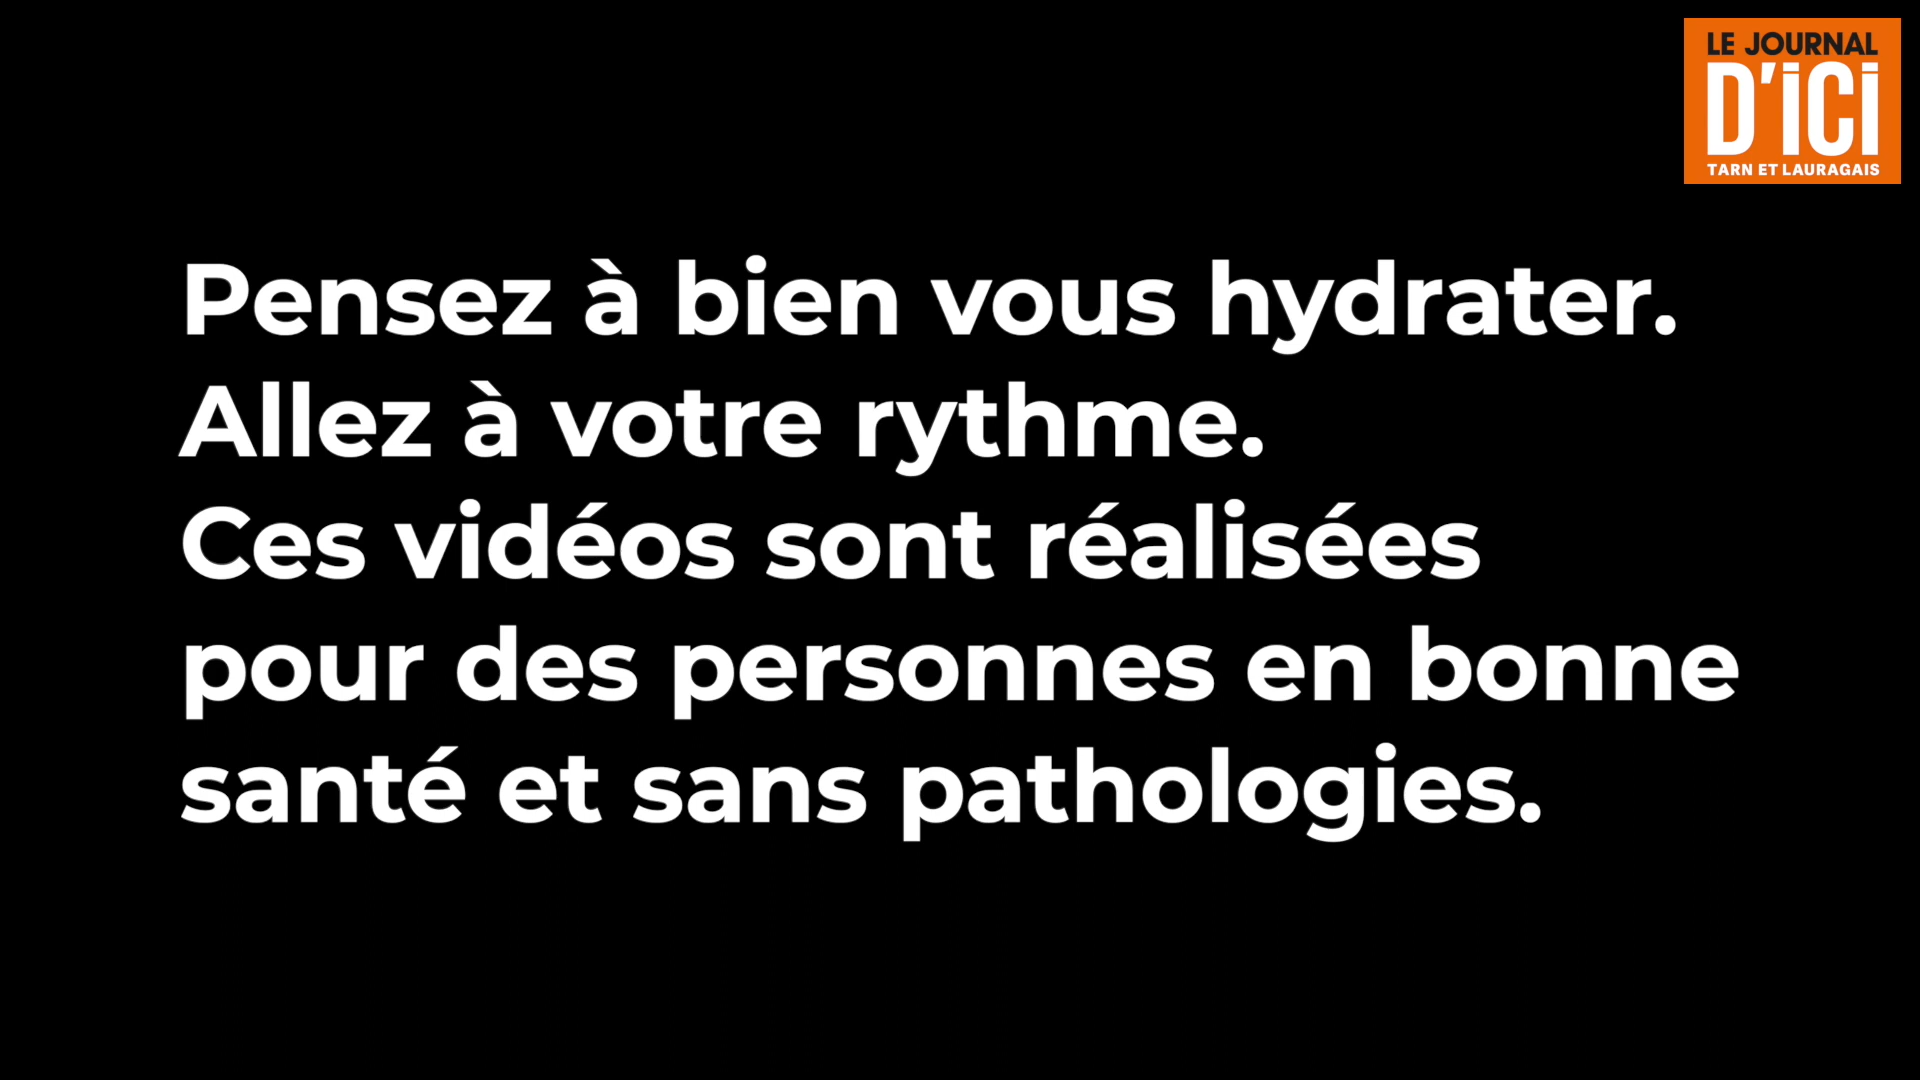 LE JOURNAL
D'iCi
TARN ET LAURAGAIS
Pensez à bien vous hydrater.
Allez à votre rythme.
Ces vidéos sont réalisées
pour des personnes en bonne
santé et sans pathologies.